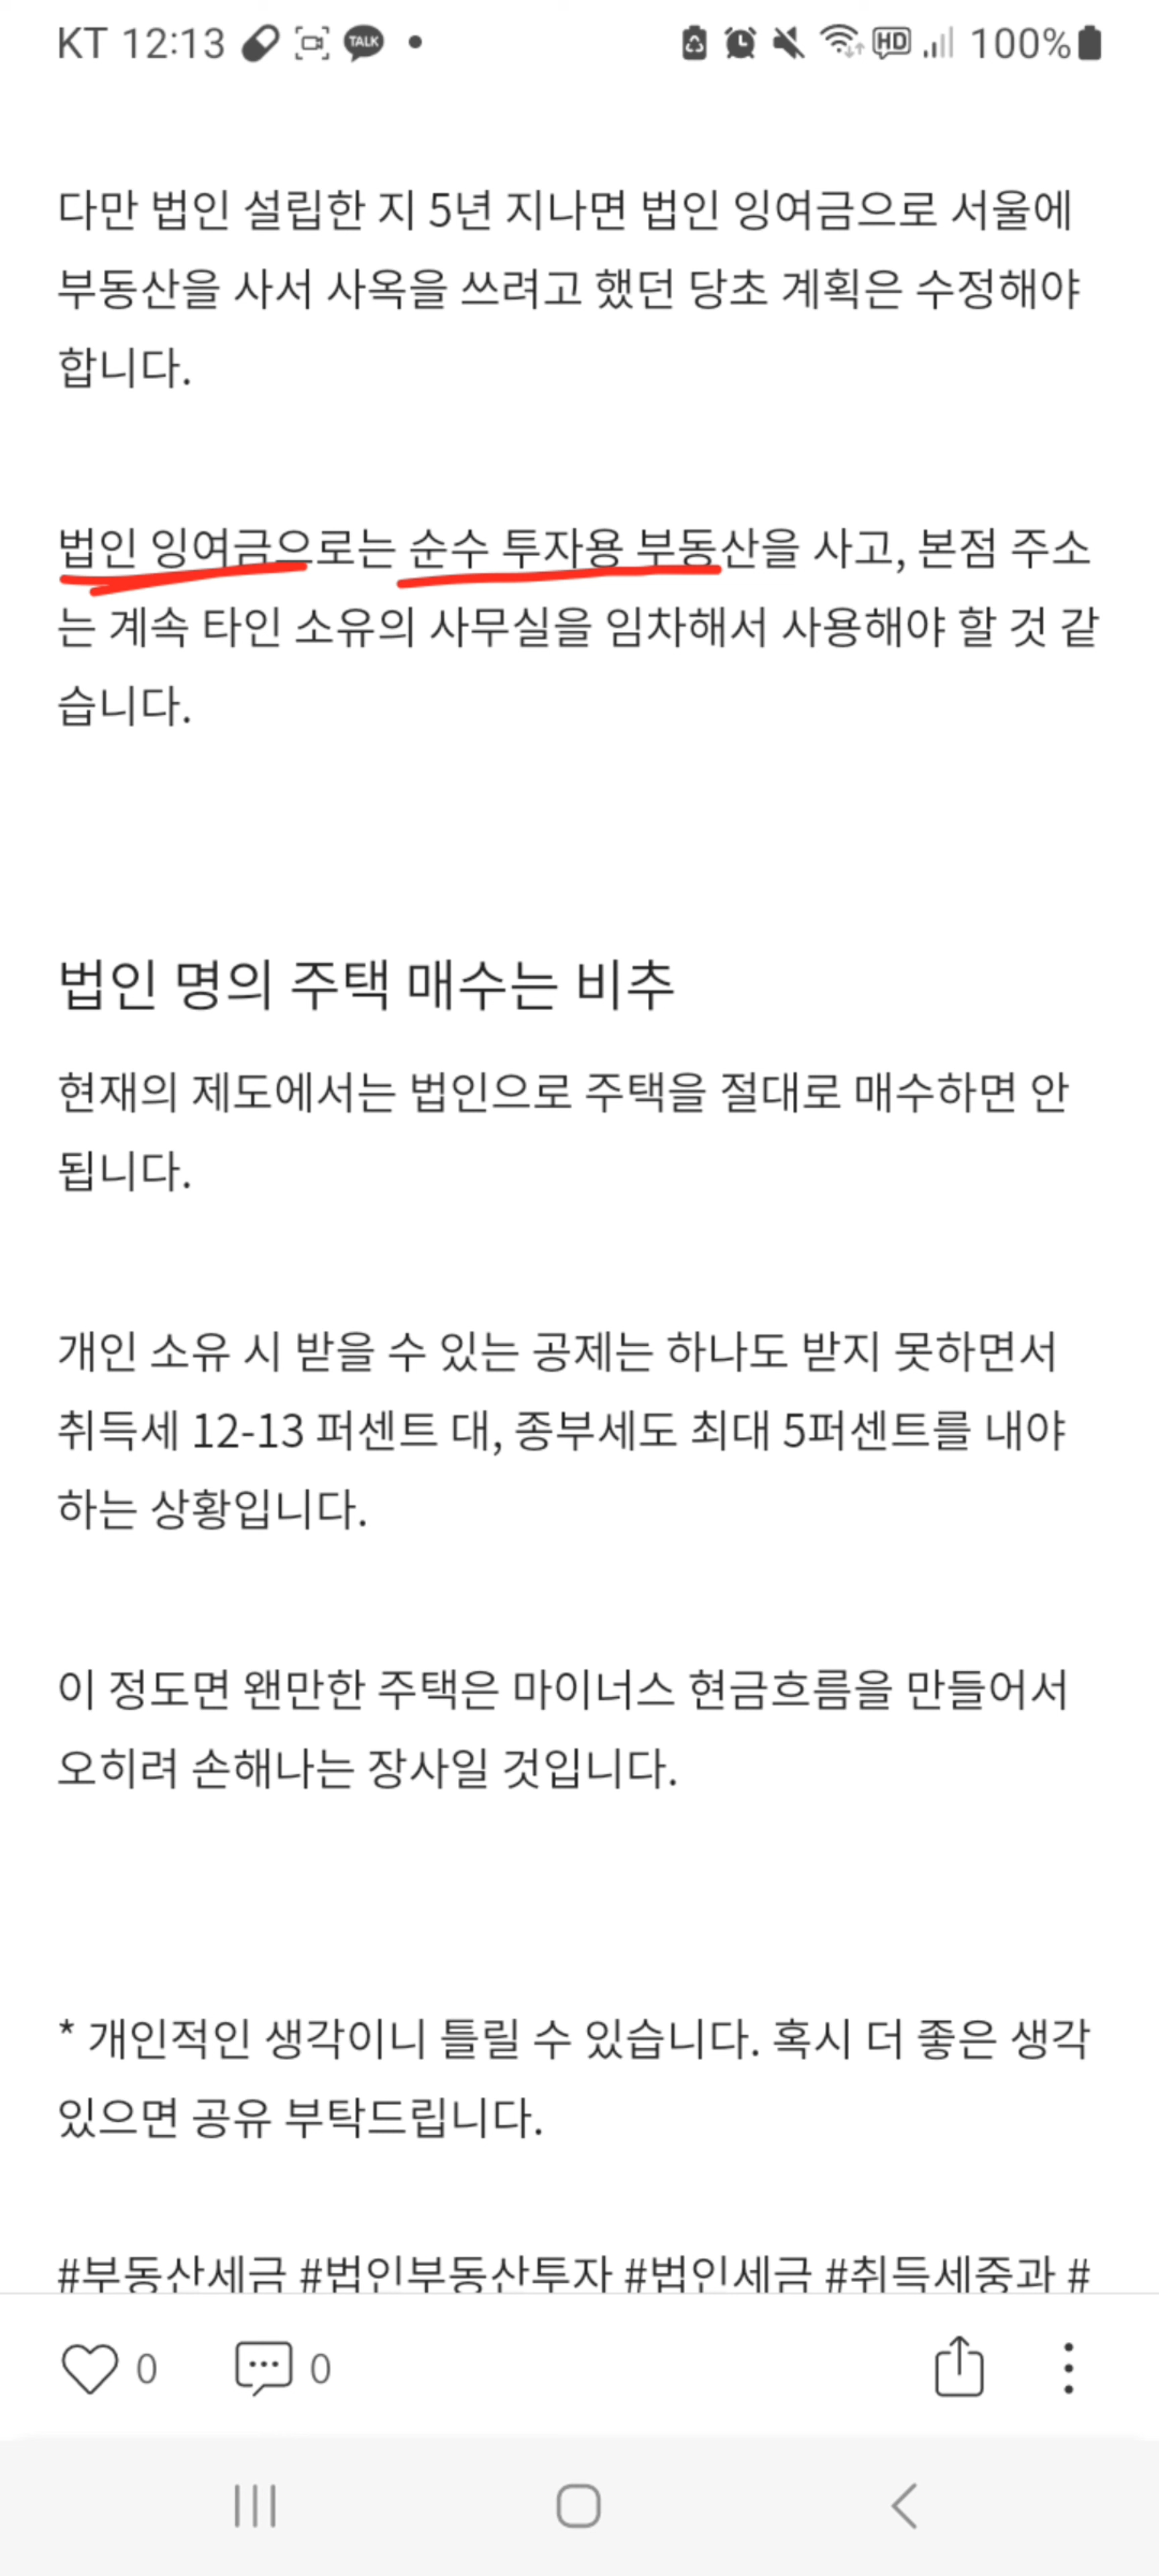 KT 12:13 TALK HD 100%
다만 법인 설립한 지 5년 지나면 법인 잉여금으로 서울에
부동산을 사서 사옥을 쓰려고 했던 당초 계획은 수정해야
합니다.
법인 잉여금으로는 순수 투자용 부동산을 사고, 본점 주소
는 계속 타인 소유의 사무실을 임차해서 사용해야 할 것 같
습니다.
법인 명의 주택 매수는 비추
현재의 제도에서는 법인으로 주택을 절대로 매수하면 안
됩니다.
개인 소유 시 받을 수 있는 공제는 하나도 받지 못하면서
취득세 12-13 퍼센트 대, 종부세도 최대 5퍼센트를 내야
하는 상황입니다.
이 정도면 왠만한 주택은 마이너스 현금흐름을 만들어서
오히려 손해나는 장사일 것입니다.
* 개인적인 생각이니 틀릴 수 있습니다. 혹시 더 좋은 생각
있으면 공유 부탁드립니다.
#부동산세금 #법인부동산투자 #법인세금 #취득세중과 #
0 0